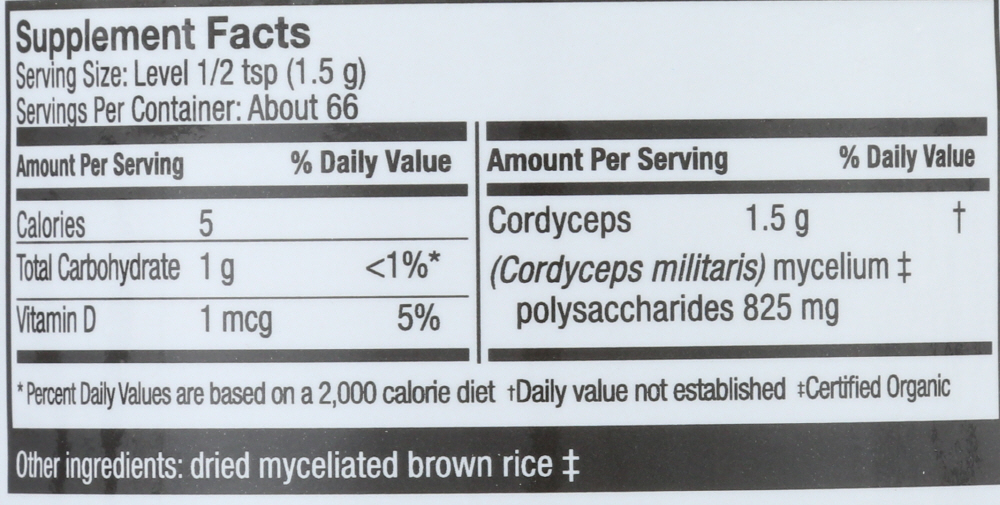 Supplement Facts
Serving Size: Level 1/2 tsp (1.5 g)
Servings Per Container: About 66
Amount Per Serving % Daily Value
Calories 5
Total Carbohydrate 1 g <1%*
Vitamin D 1 mcg 5%
Amount Per Serving % Daily Value
Cordyceps 1.5 g †
(Cordyceps militaris) mycelium ‡
polysaccharides 825 mg
* Percent Daily Values are based on a 2,000 calorie diet †Daily value not established ‡Certified Organic
Other ingredients: dried myceliated brown rice ‡